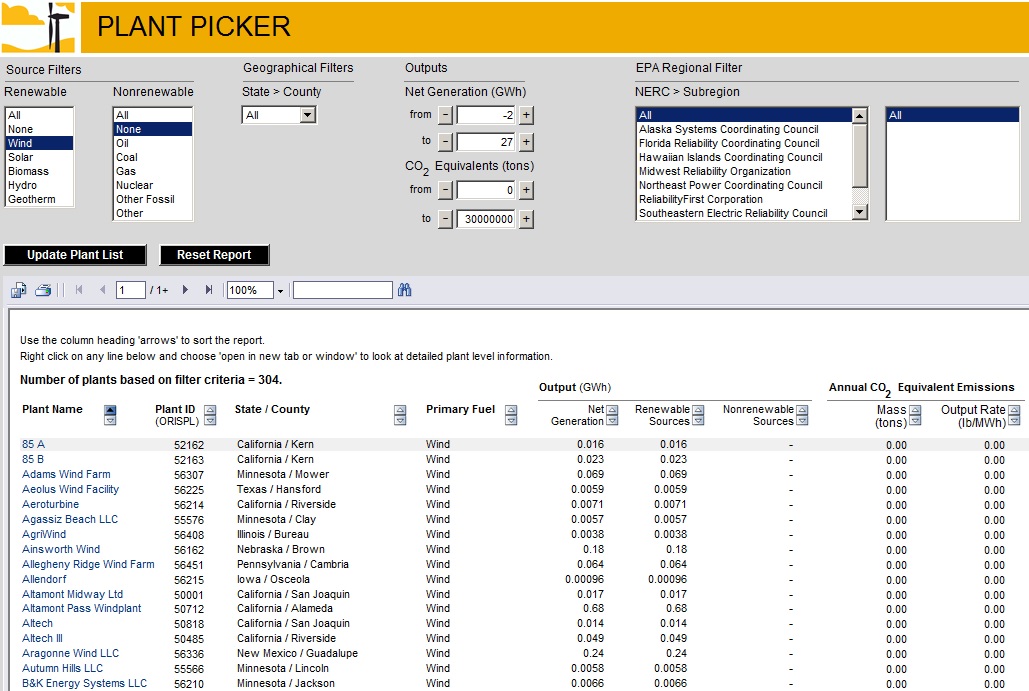 PLANT PICKER
Source Filters
Renewable Nonrenewable
All
None
Wind
Solar
Biomass
Hydro
Geotherm
All
None
Oil
Coal
Gas
Nuclear
Other Fossil
Other
Geographical Filters
State > County
All
Outputs
Net Generation (GWh)
from - -2 +
to - 27 +
CO2 Equivalents (tons)
from - 0 +
to - 30000000 +
EPA Regional Filter
NERC > Subregion
All
Alaska Systems Coordinating Council
Florida Reliability Coordinating Council
Hawaiian Islands Coordinating Council
Midwest Reliability Organization
Northeast Power Coordinating Council
ReliabilityFirst Corporation
Southeastern Electric Reliability Council
All
Update Plant List Reset Report
1 / 1+ 100%
Use the column heading 'arrows' to sort the report.
Right click on any line below and choose 'open in new tab or window' to look at detailed plant level information.
Number of plants based on filter criteria = 304.
Output (GWh) Annual CO2 Equivalent Emissions
Plant Name Plant ID (ORISPL) State / County Primary Fuel Net Generation Renewable Sources Nonrenewable Sources Mass (tons) Output Rate (lb/MWh)
85 A 52162 California / Kern Wind 0.016 0.016 - 0.00 0.00
85 B 52163 California / Kern Wind 0.023 0.023 - 0.00 0.00
Adams Wind Farm 56307 Minnesota / Mower Wind 0.069 0.069 - 0.00 0.00
Aeolus Wind Facility 56225 Texas / Hansford Wind 0.0059 0.0059 - 0.00 0.00
Aeroturbine 56214 California / Riverside Wind 0.0071 0.0071 - 0.00 0.00
Agassiz Beach LLC 55576 Minnesota / Clay Wind 0.0057 0.0057 - 0.00 0.00
AgriWind 56408 Illinois / Bureau Wind 0.0038 0.0038 - 0.00 0.00
Ainsworth Wind 56162 Nebraska / Brown Wind 0.18 0.18 - 0.00 0.00
Allegheny Ridge Wind Farm 56451 Pennsylvania / Cambria Wind 0.064 0.064 - 0.00 0.00
Allendorf 56215 Iowa / Osceola Wind 0.00096 0.00096 - 0.00 0.00
Altamont Midway Ltd 50001 California / San Joaquin Wind 0.017 0.017 - 0.00 0.00
Altamont Pass Windplant 50712 California / Alameda Wind 0.68 0.68 - 0.00 0.00
Altech 50818 California / San Joaquin Wind 0.014 0.014 - 0.00 0.00
Altech III 50485 California / Riverside Wind 0.049 0.049 - 0.00 0.00
Aragonne Wind LLC 56336 New Mexico / Guadalupe Wind 0.24 0.24 - 0.00 0.00
Autumn Hills LLC 55566 Minnesota / Lincoln Wind 0.0058 0.0058 - 0.00 0.00
B&K Energy Systems LLC 56210 Minnesota / Jackson Wind 0.0066 0.0066 - 0.00 0.00